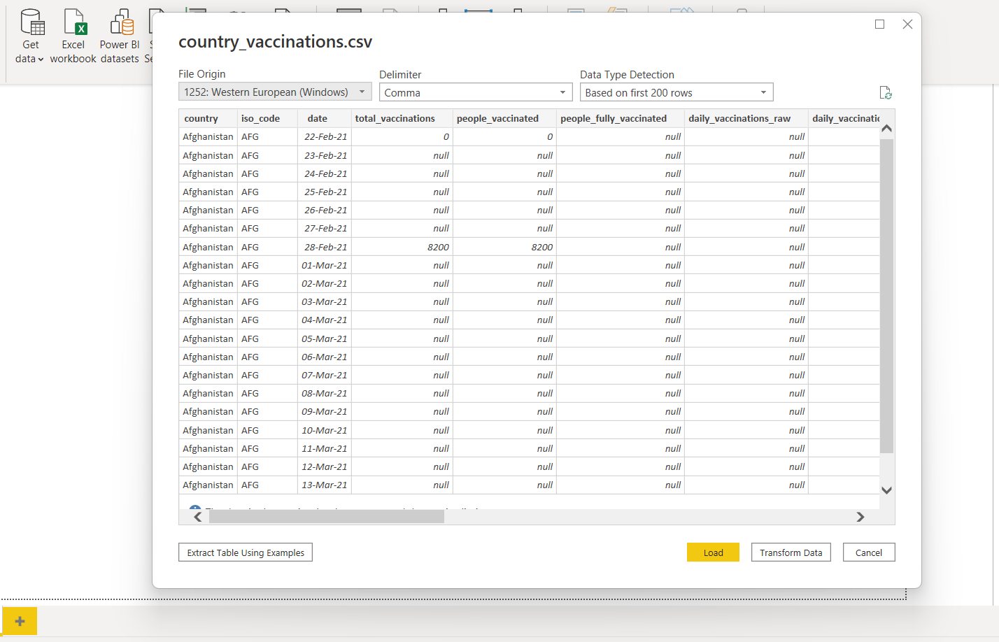 Get data
Excel workbook
Power BI datasets
country_vaccinations.csv
File Origin
1252: Western European (Windows)
Delimiter
Comma
Data Type Detection
Based on first 200 rows
country iso_code date total_vaccinations people_vaccinated people_fully_vaccinated daily_vaccinations_raw
Afghanistan AFG 22-Feb-21 0 0 null null
Afghanistan AFG 23-Feb-21 null null null null
Afghanistan AFG 24-Feb-21 null null null null
Afghanistan AFG 25-Feb-21 null null null null
Afghanistan AFG 26-Feb-21 null null null null
Afghanistan AFG 27-Feb-21 null null null null
Afghanistan AFG 28-Feb-21 8200 8200 null null
Afghanistan AFG 01-Mar-21 null null null null
Afghanistan AFG 02-Mar-21 null null null null
Afghanistan AFG 03-Mar-21 null null null null
Afghanistan AFG 04-Mar-21 null null null null
Afghanistan AFG 05-Mar-21 null null null null
Afghanistan AFG 06-Mar-21 null null null null
Afghanistan AFG 07-Mar-21 null null null null
Afghanistan AFG 08-Mar-21 null null null null
Afghanistan AFG 09-Mar-21 null null null null
Afghanistan AFG 10-Mar-21 null null null null
Afghanistan AFG 11-Mar-21 null null null null
Afghanistan AFG 12-Mar-21 null null null null
Afghanistan AFG 13-Mar-21 null null null null
Extract Table Using Examples
Load
Transform Data
Cancel